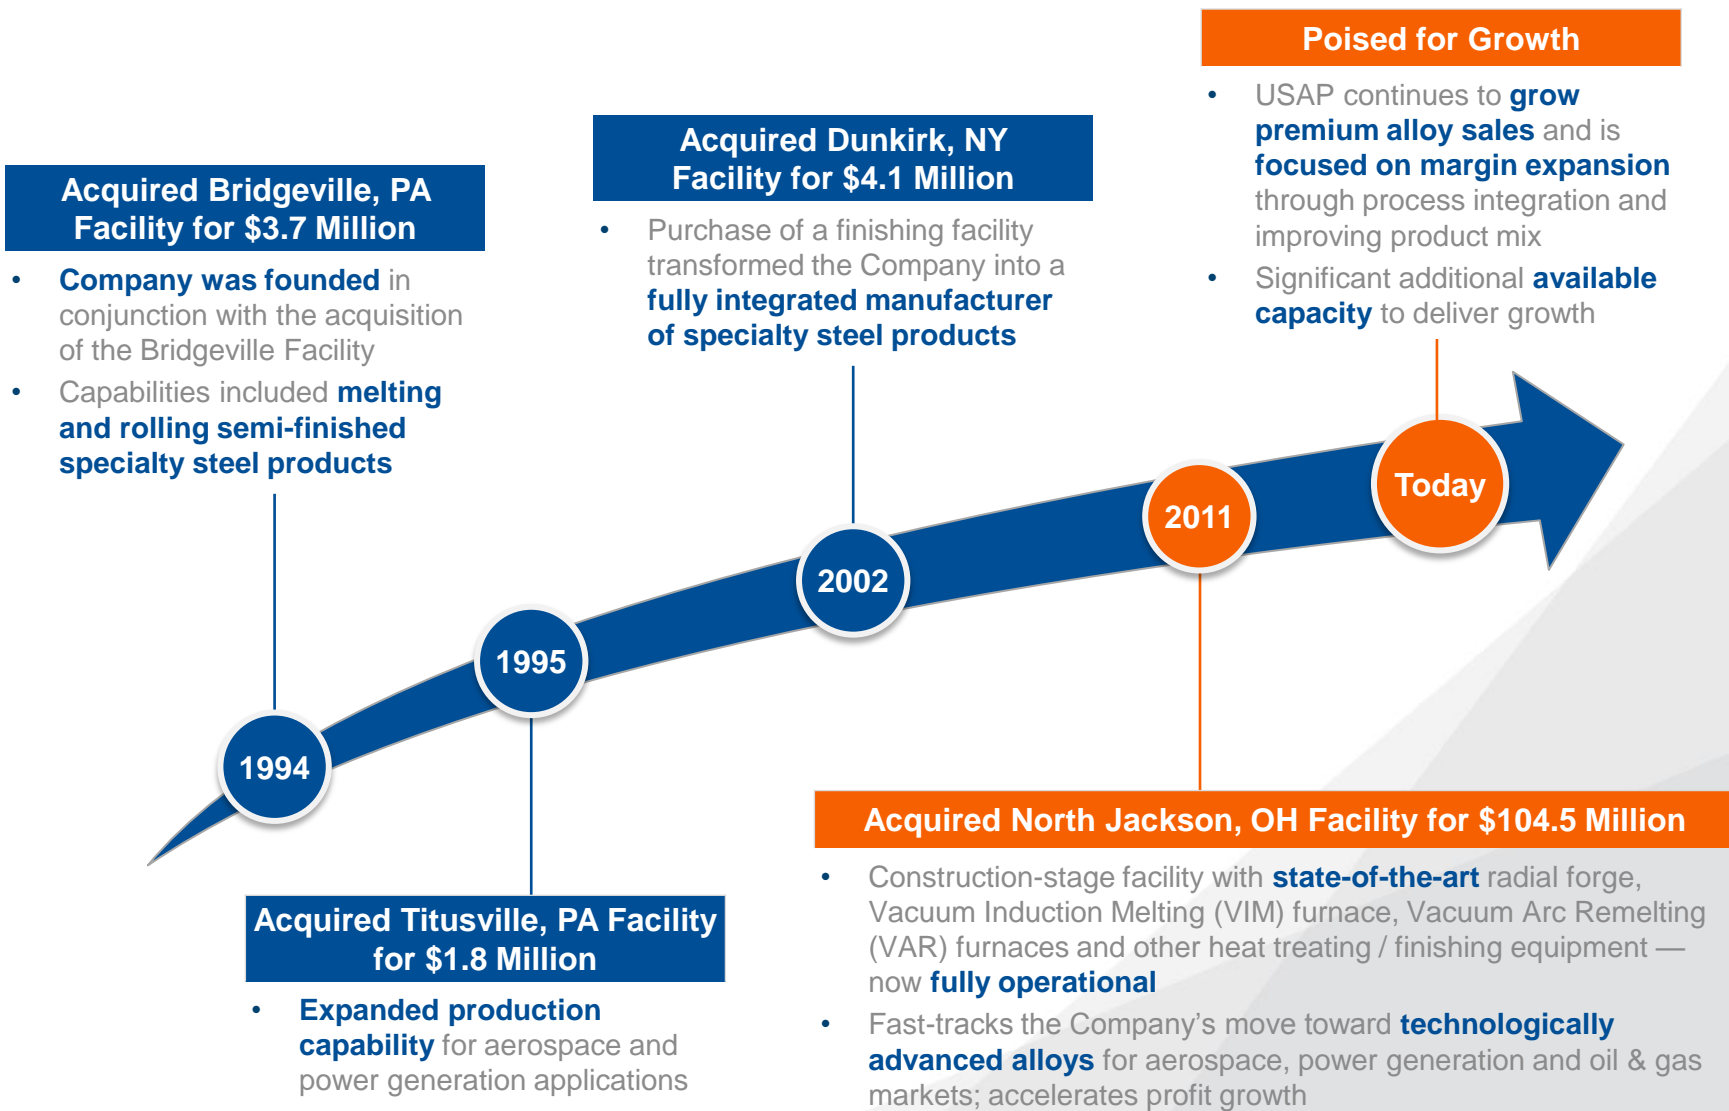 Poised for Growth
• USAP continues to grow
premium alloy sales and is
focused on margin expansion
through process integration and
improving product mix
• Significant additional available
capacity to deliver growth
Acquired Dunkirk, NY
Facility for $4.1 Million
• Purchase of a finishing facility
transformed the Company into a
fully integrated manufacturer
of specialty steel products
Acquired Bridgeville, PA
Facility for $3.7 Million
• Company was founded in
conjunction with the acquisition
of the Bridgeville Facility
• Capabilities included melting
and rolling semi-finished
specialty steel products
1994
1995
2002
2011
Today
Acquired Titusville, PA Facility
for $1.8 Million
• Expanded production
capability for aerospace and
power generation applications
Acquired North Jackson, OH Facility for $104.5 Million
• Construction-stage facility with state-of-the-art radial forge,
Vacuum Induction Melting (VIM) furnace, Vacuum Arc Remelting
(VAR) furnaces and other heat treating / finishing equipment —
now fully operational
• Fast-tracks the Company’s move toward technologically
advanced alloys for aerospace, power generation and oil & gas
markets; accelerates profit growth